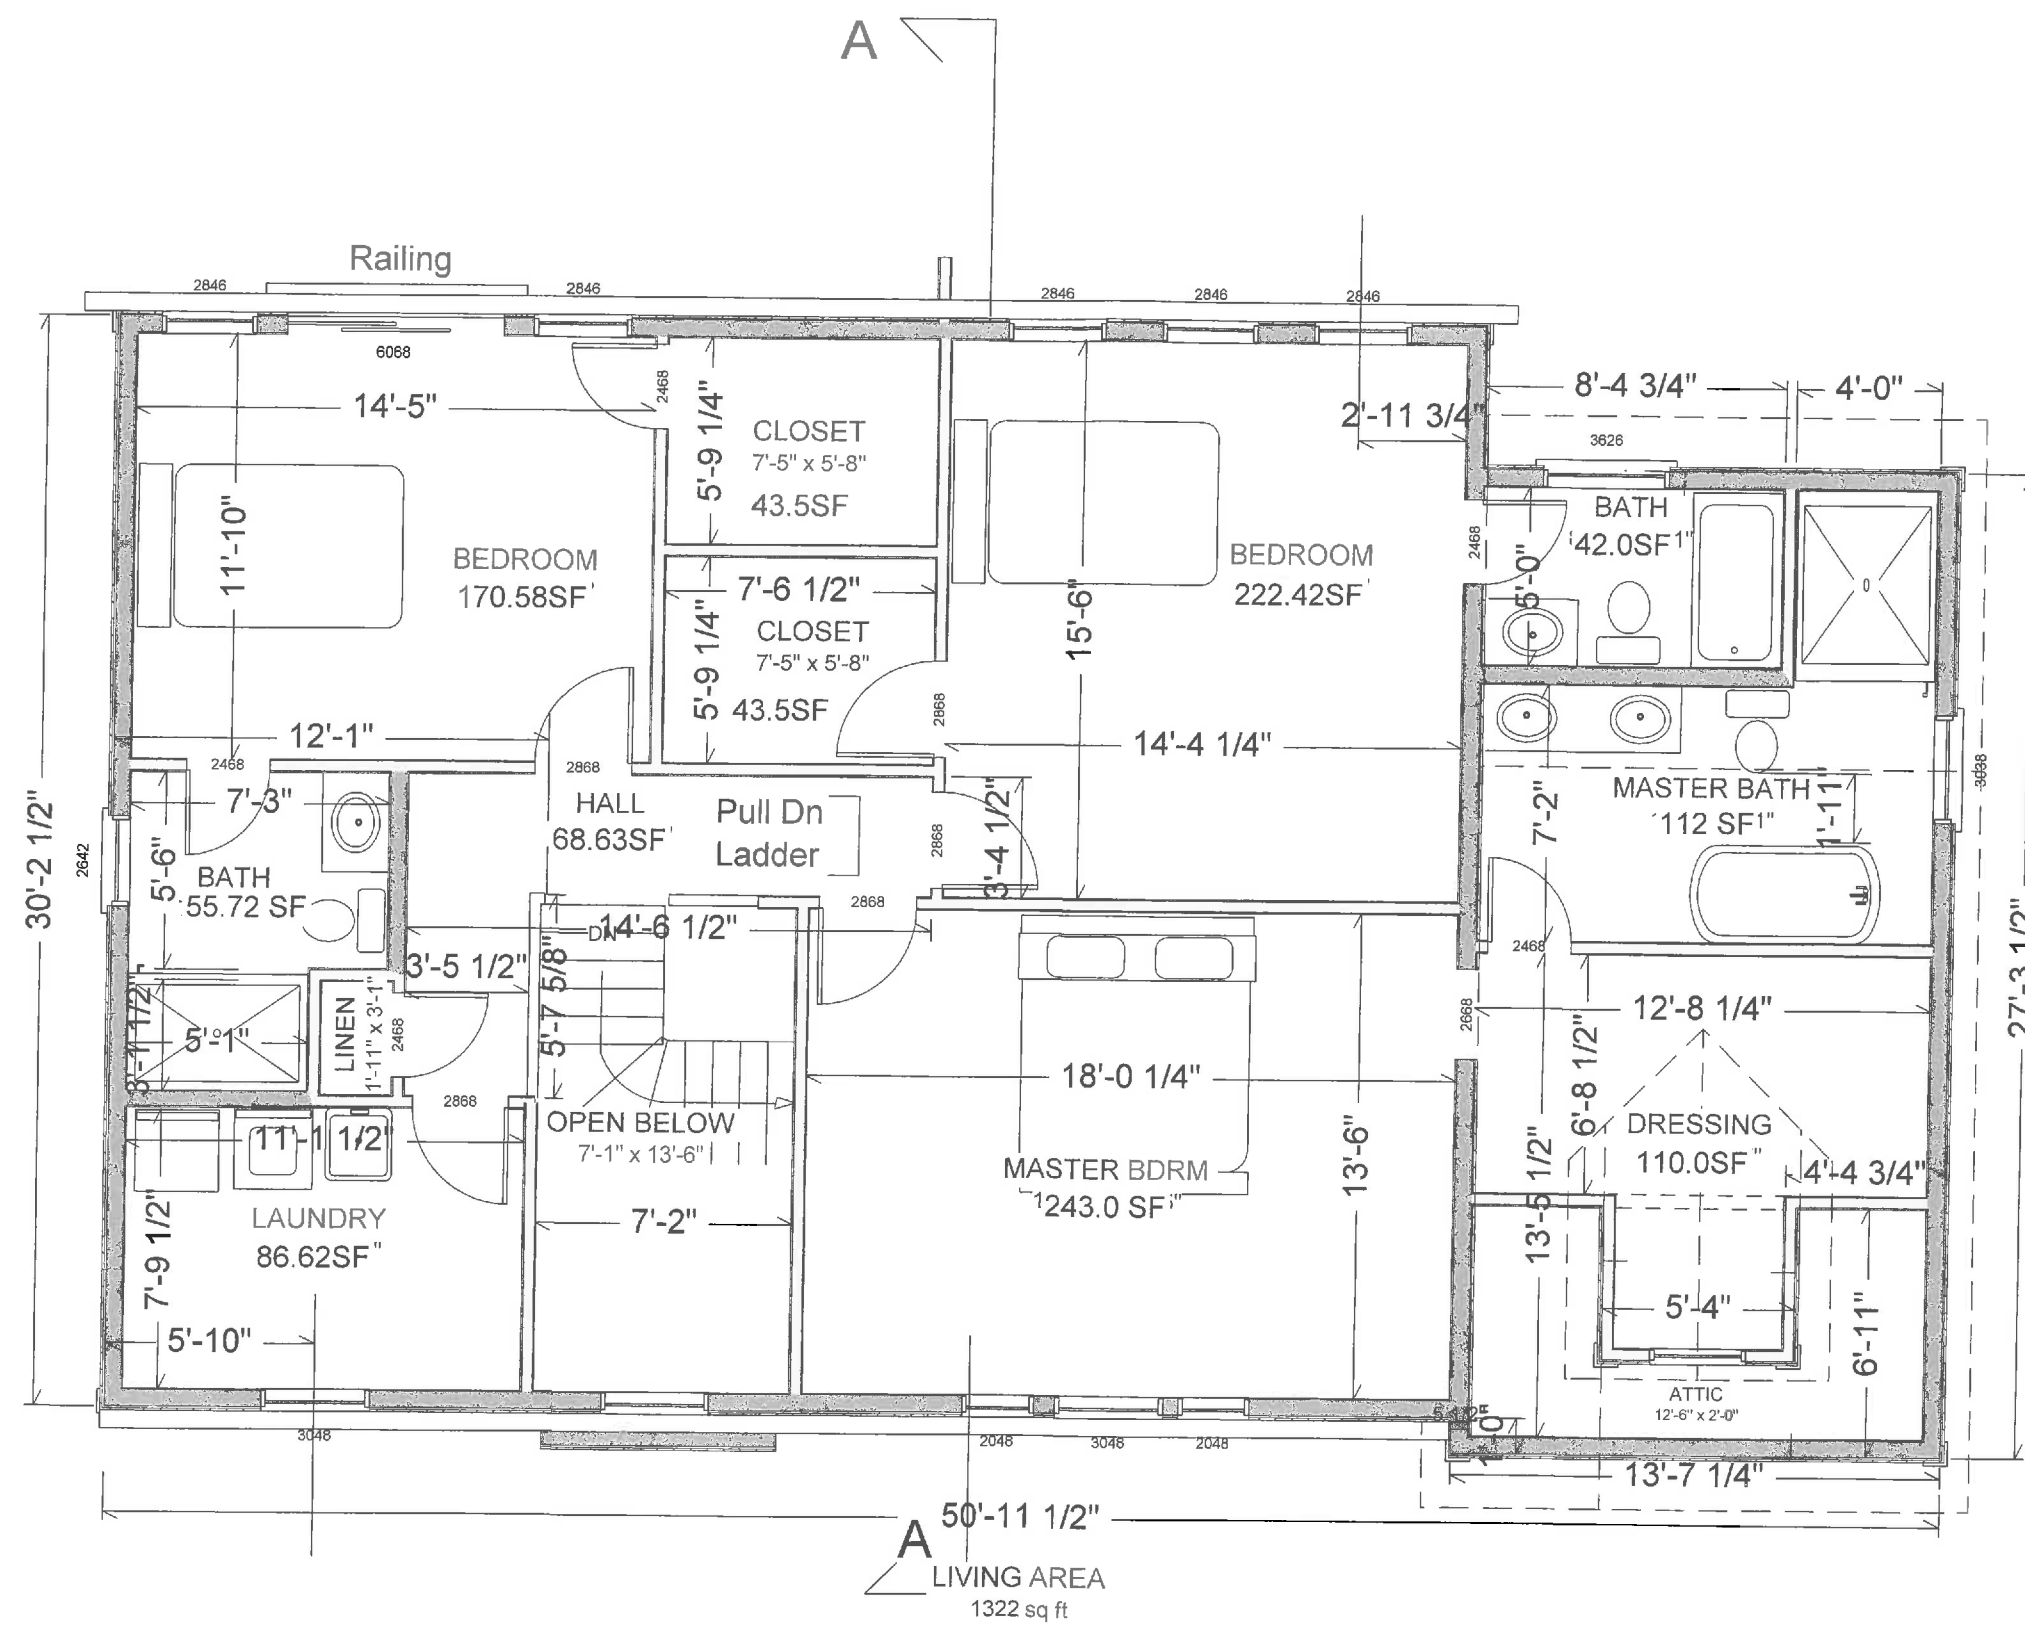 A
Railing
2846
2846
2846
2846
2846
6068
2468
14'-5"
5'-9 1/4"
CLOSET
7'-5" x 5'-8"
43.5SF
2'-11 3/4"
8'-4 3/4"
4'-0"
3626
BATH
42.0SF
2468
5'-0"
11'-10"
BEDROOM
170.58SF
7'-6 1/2"
5'-9 1/4"
CLOSET
7'-5" x 5'-8"
43.5SF
15'-6"
BEDROOM
222.42SF
2868
12'-1"
14'-4 1/4"
2468
2868
7'-3"
HALL
68.63SF
Pull Dn
Ladder
2868
3'-4 1/2"
7'-2"
MASTER BATH
112 SF
1'-11"
3038
30'-2 1/2"
2642
5'-6"
BATH
55.72 SF
2868
DN
14'-6 1/2"
3'-5 1/2"
5'-7 5/8"
2468
5'-1"
LINEN
1'-11" x 3'-1"
2468
2668
12'-8 1/4"
27'-3 1/2"
6'-8 1/2"
18'-0 1/4"
2868
OPEN BELOW
7'-1" x 13'-6"
11'-1 1/2"
DRESSING
110.0SF
4'-4 3/4"
13'-5 1/2"
MASTER BDRM
243.0 SF
13'-6"
LAUNDRY
86.62SF
7'-9 1/2"
7'-2"
5'-10"
5'-4"
6'-11"
ATTIC
12'-6" x 2'-0"
3048
2048
3048
2048
13'-7 1/4"
50'-11 1/2"
A
LIVING AREA
1322 sq ft